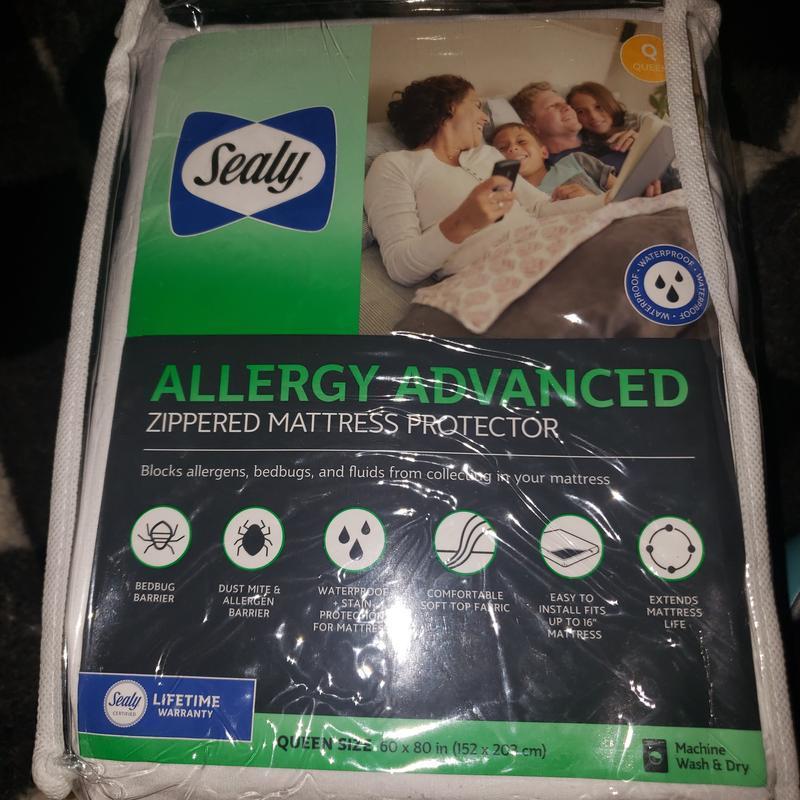 Q
QUEEN
Sealy
WATERPROOF • WATERPROOF • WATERPROOF •
ALLERGY ADVANCED
ZIPPERED MATTRESS PROTECTOR
Blocks allergens, bedbugs, and fluids from collecting in your mattress
BEDBUG
BARRIER
DUST MITE &
ALLERGEN
BARRIER
WATERPROOF
+ STAIN
PROTECTION
FOR MATTRESS
COMFORTABLE
SOFT TOP FABRIC
EASY TO
INSTALL FITS
UP TO 16"
MATTRESS
EXTENDS
MATTRESS
LIFE
Sealy
CERTIFIED
LIFETIME
WARRANTY
QUEEN SIZE 60 x 80 in (152 x 203 cm)
Machine
Wash & Dry